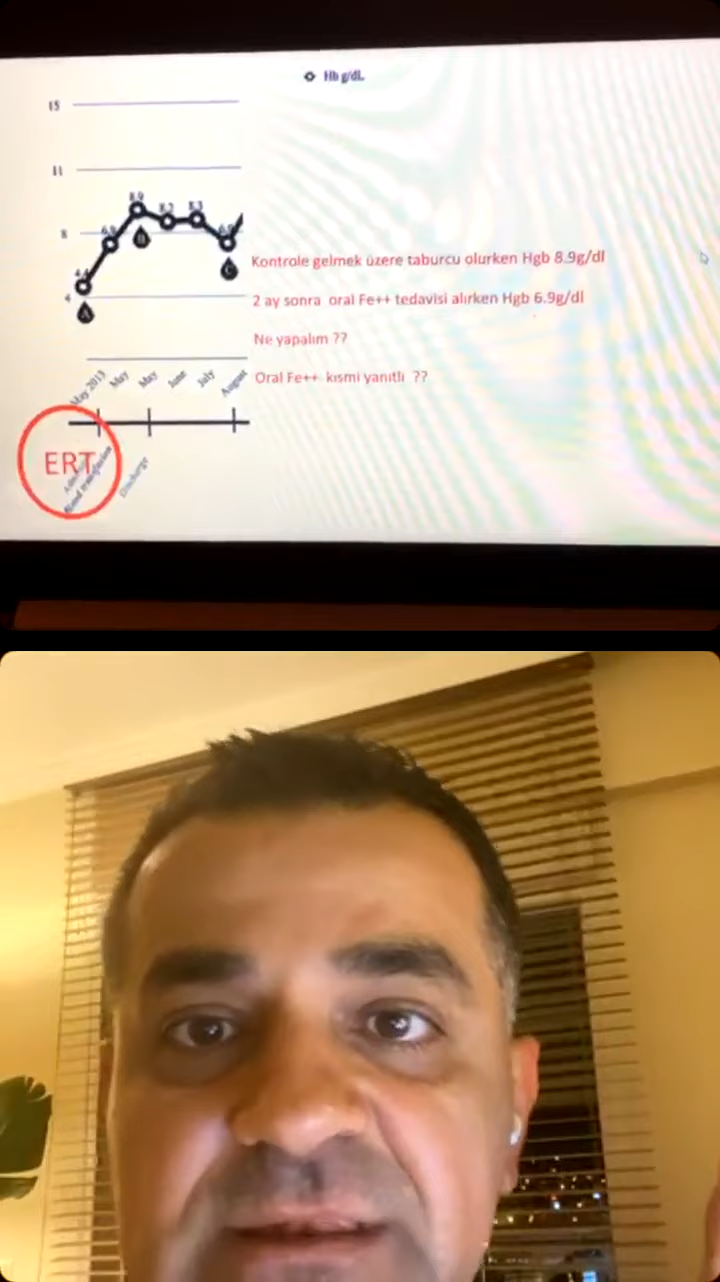 Hb g/dL
15
11
8
4
8.9
8.2
8.3
6.9
A
B
C
Kontrole gelmek üzere taburcu olurken Hgb 8.9g/dl
2 ay sonra oral Fe++ tedavisi alırken Hgb 6.9g/dl
Ne yapalım ??
Oral Fe++ kısmi yanıtlı ??
May 2013
May
May
June
July
August
ERT
Blood transfusion
Discharge